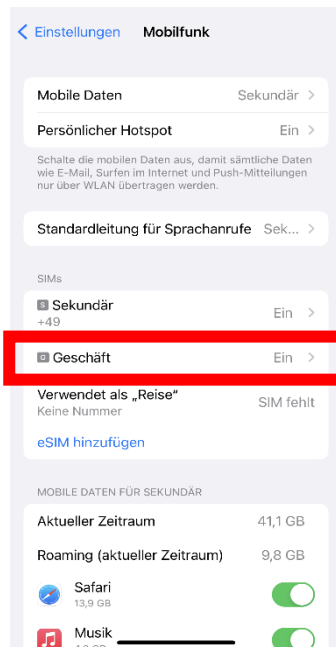 Einstellungen Mobilfunk
Mobile Daten Sekundär
Persönlicher Hotspot Ein
Schalte die mobilen Daten aus, damit sämtliche Daten
wie E-Mail, Surfen im Internet und Push-Mitteilungen
nur über WLAN übertragen werden.
Standardleitung für Sprachanrufe Sek...
SIMs
S Sekundär Ein
+49
G Geschäft Ein
Verwendet als „Reise“ SIM fehlt
Keine Nummer
eSIM hinzufügen
MOBILE DATEN FÜR SEKUNDÄR
Aktueller Zeitraum 41,1 GB
Roaming (aktueller Zeitraum) 9,8 GB
Safari
13,9 GB
Musik